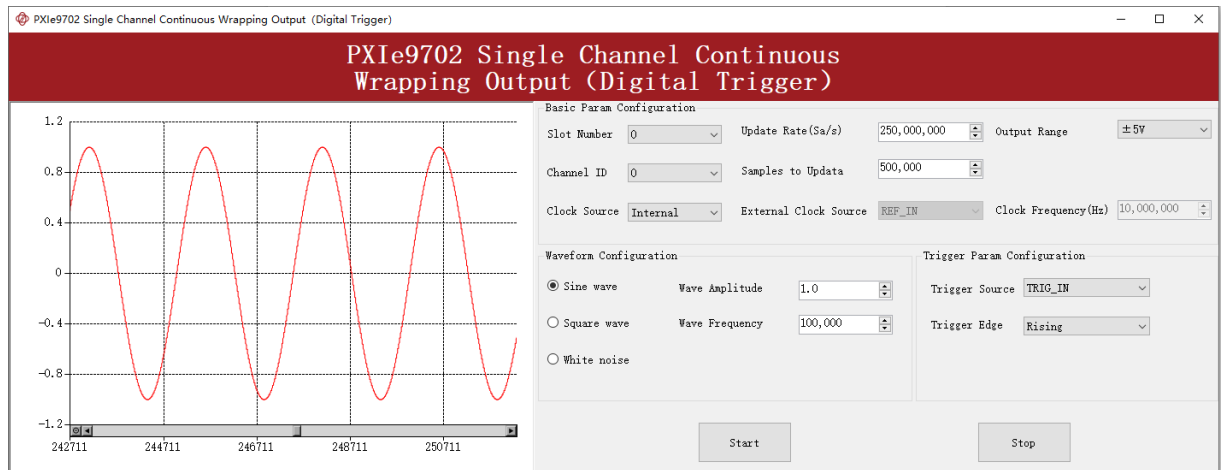 PXIe9702 Single Channel Continuous Wrapping Output (Digital Trigger)
PXIe9702 Single Channel Continuous
Wrapping Output (Digital Trigger)
1.2
0.8
0.4
0
-0.4
-0.8
-1.2
242711 244711 246711 248711 250711
Basic Param Configuration
Slot Number 0 Update Rate(Sa/s) 250,000,000 Output Range ±5V
Channel ID 0 Samples to Updata 500,000
Clock Source Internal External Clock Source REF_IN Clock Frequency(Hz) 10,000,000
Waveform Configuration
Sine wave Wave Amplitude 1.0
Square wave Wave Frequency 100,000
White noise
Trigger Param Configuration
Trigger Source TRIG_IN
Trigger Edge Rising
Start Stop